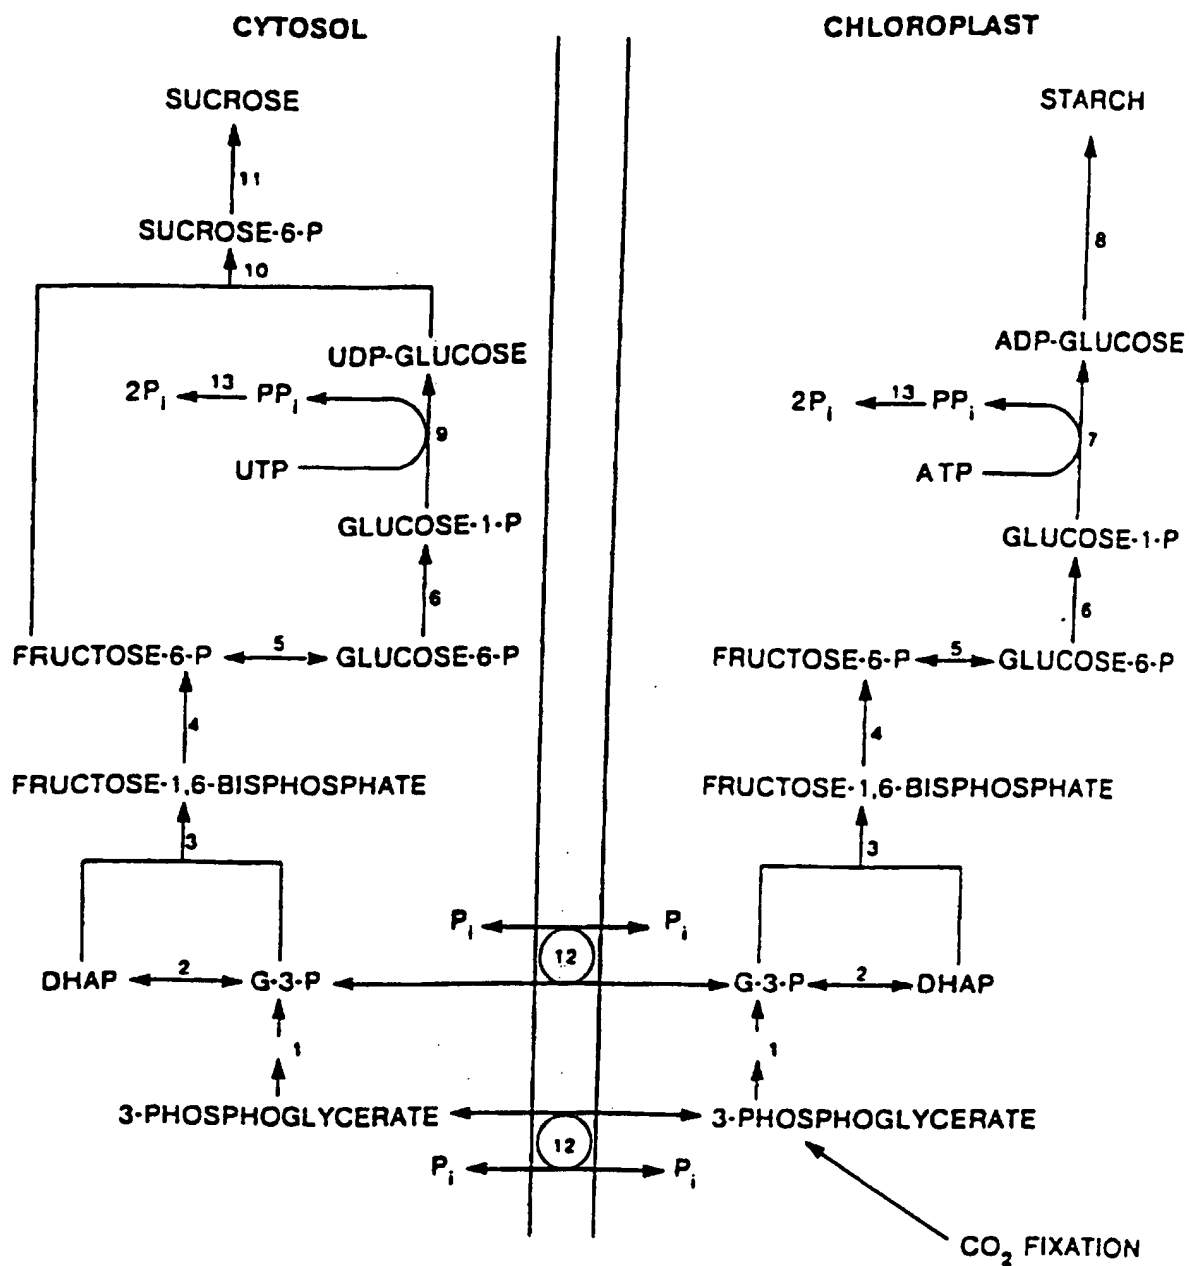 CYTOSOL
CHLOROPLAST
SUCROSE
STARCH
11
SUCROSE-6-P
8
10
UDP-GLUCOSE
ADP-GLUCOSE
2Pi 13 PPi
2Pi 13 PPi
9
7
UTP
ATP
GLUCOSE-1-P
GLUCOSE-1-P
6
6
FRUCTOSE-6-P 5 GLUCOSE-6-P
FRUCTOSE-6-P 5 GLUCOSE-6-P
4
4
FRUCTOSE-1,6-BISPHOSPHATE
FRUCTOSE-1,6-BISPHOSPHATE
3
3
Pi Pi
12
DHAP 2 G-3-P
G-3-P 2 DHAP
1
1
3-PHOSPHOGLYCERATE
3-PHOSPHOGLYCERATE
12
Pi Pi
CO2 FIXATION